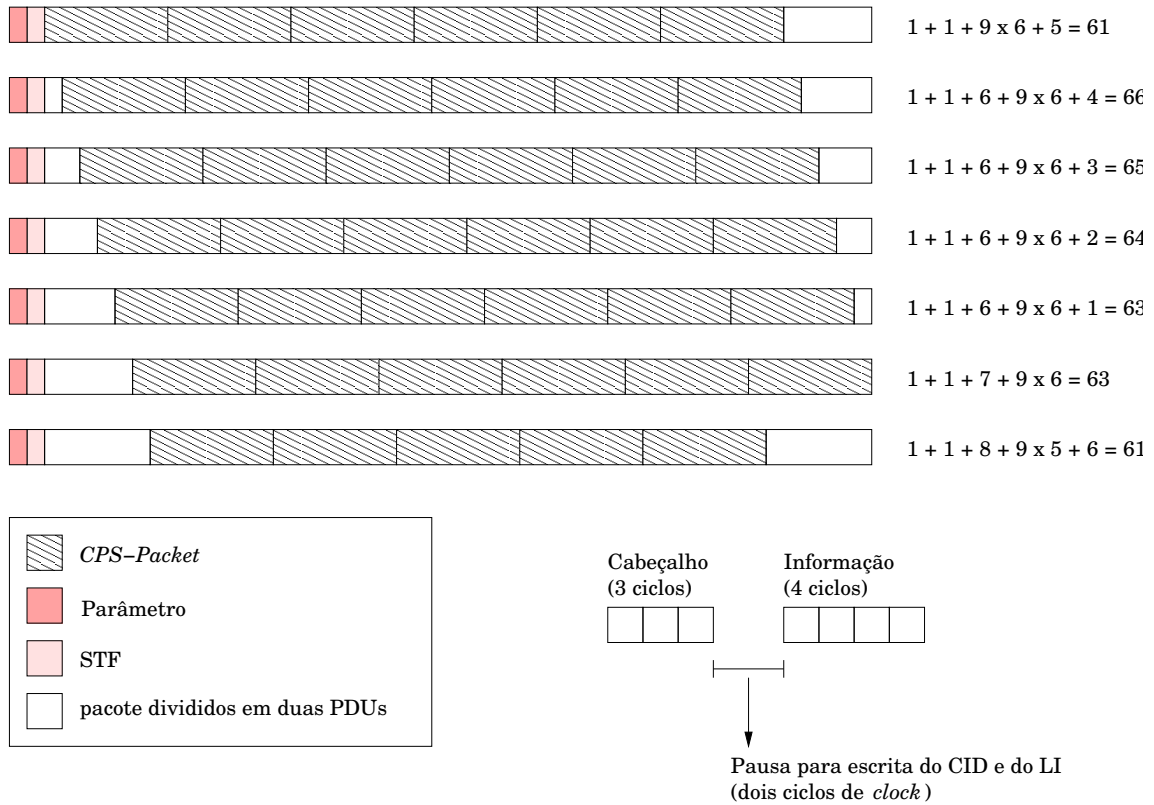 1 + 1 + 9 x 6 + 5 = 61
1 + 1 + 6 + 9 x 6 + 4 = 66
1 + 1 + 6 + 9 x 6 + 3 = 65
1 + 1 + 6 + 9 x 6 + 2 = 64
1 + 1 + 6 + 9 x 6 + 1 = 63
1 + 1 + 7 + 9 x 6 = 63
1 + 1 + 8 + 9 x 5 + 6 = 61
CPS–Packet
Parâmetro
STF
pacote divididos em duas PDUs
Cabeçalho
(3 ciclos)
Informação
(4 ciclos)
Pausa para escrita do CID e do LI
(dois ciclos de clock)